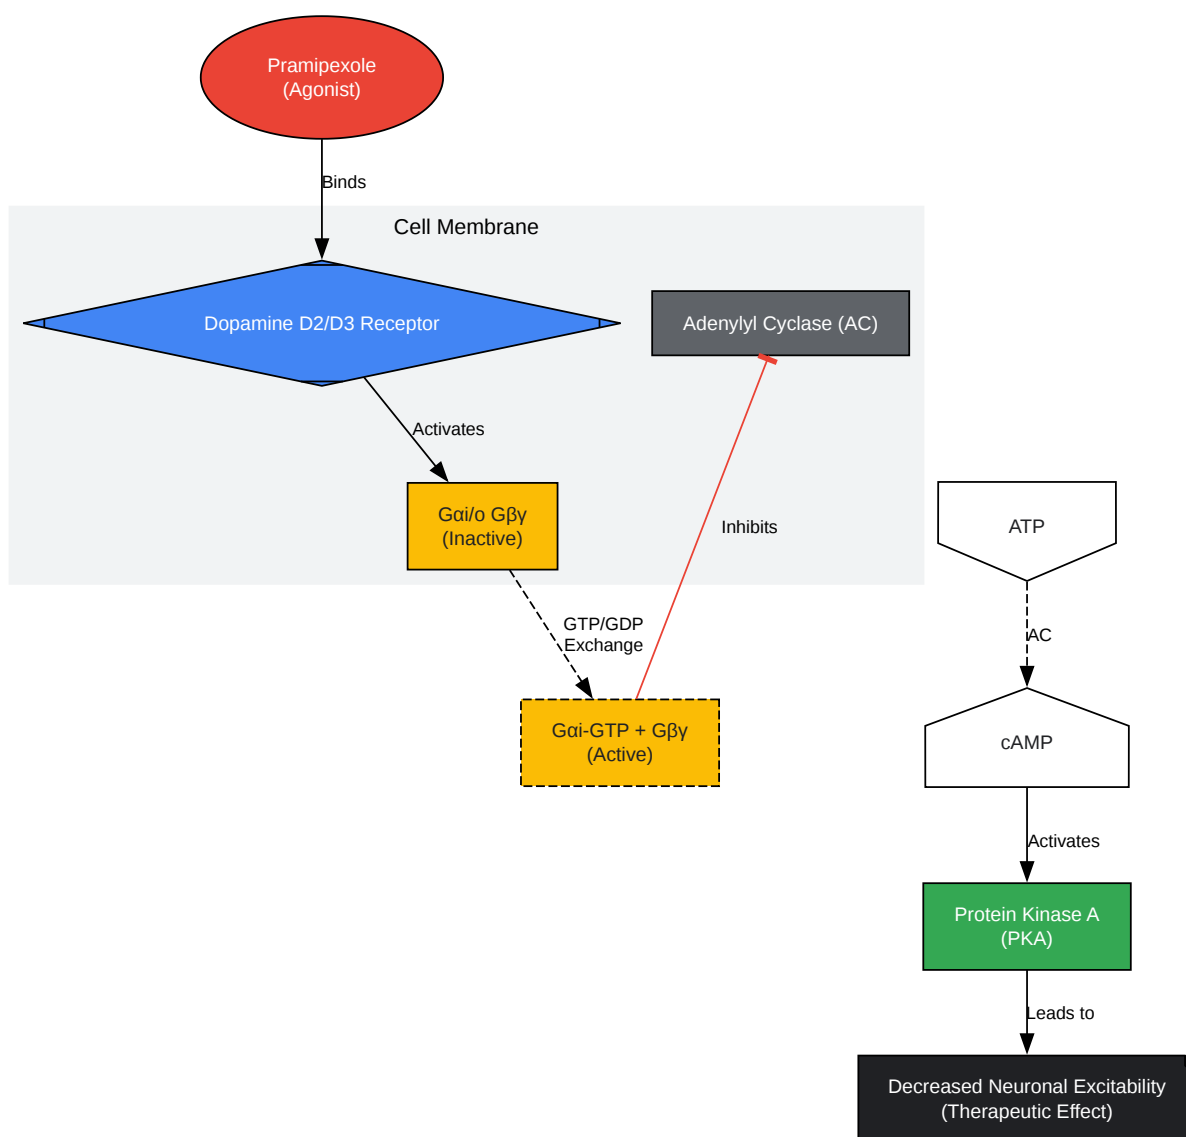 Pramipexole
(Agonist)
Binds
Cell Membrane
Dopamine D2/D3 Receptor
Adenylyl Cyclase (AC)
Activates
Gαi/o Gβγ
(Inactive)
Inhibits
ATP
GTP/GDP
Exchange
AC
Gαi-GTP + Gβγ
(Active)
cAMP
Activates
Protein Kinase A
(PKA)
Leads to
Decreased Neuronal Excitability
(Therapeutic Effect)